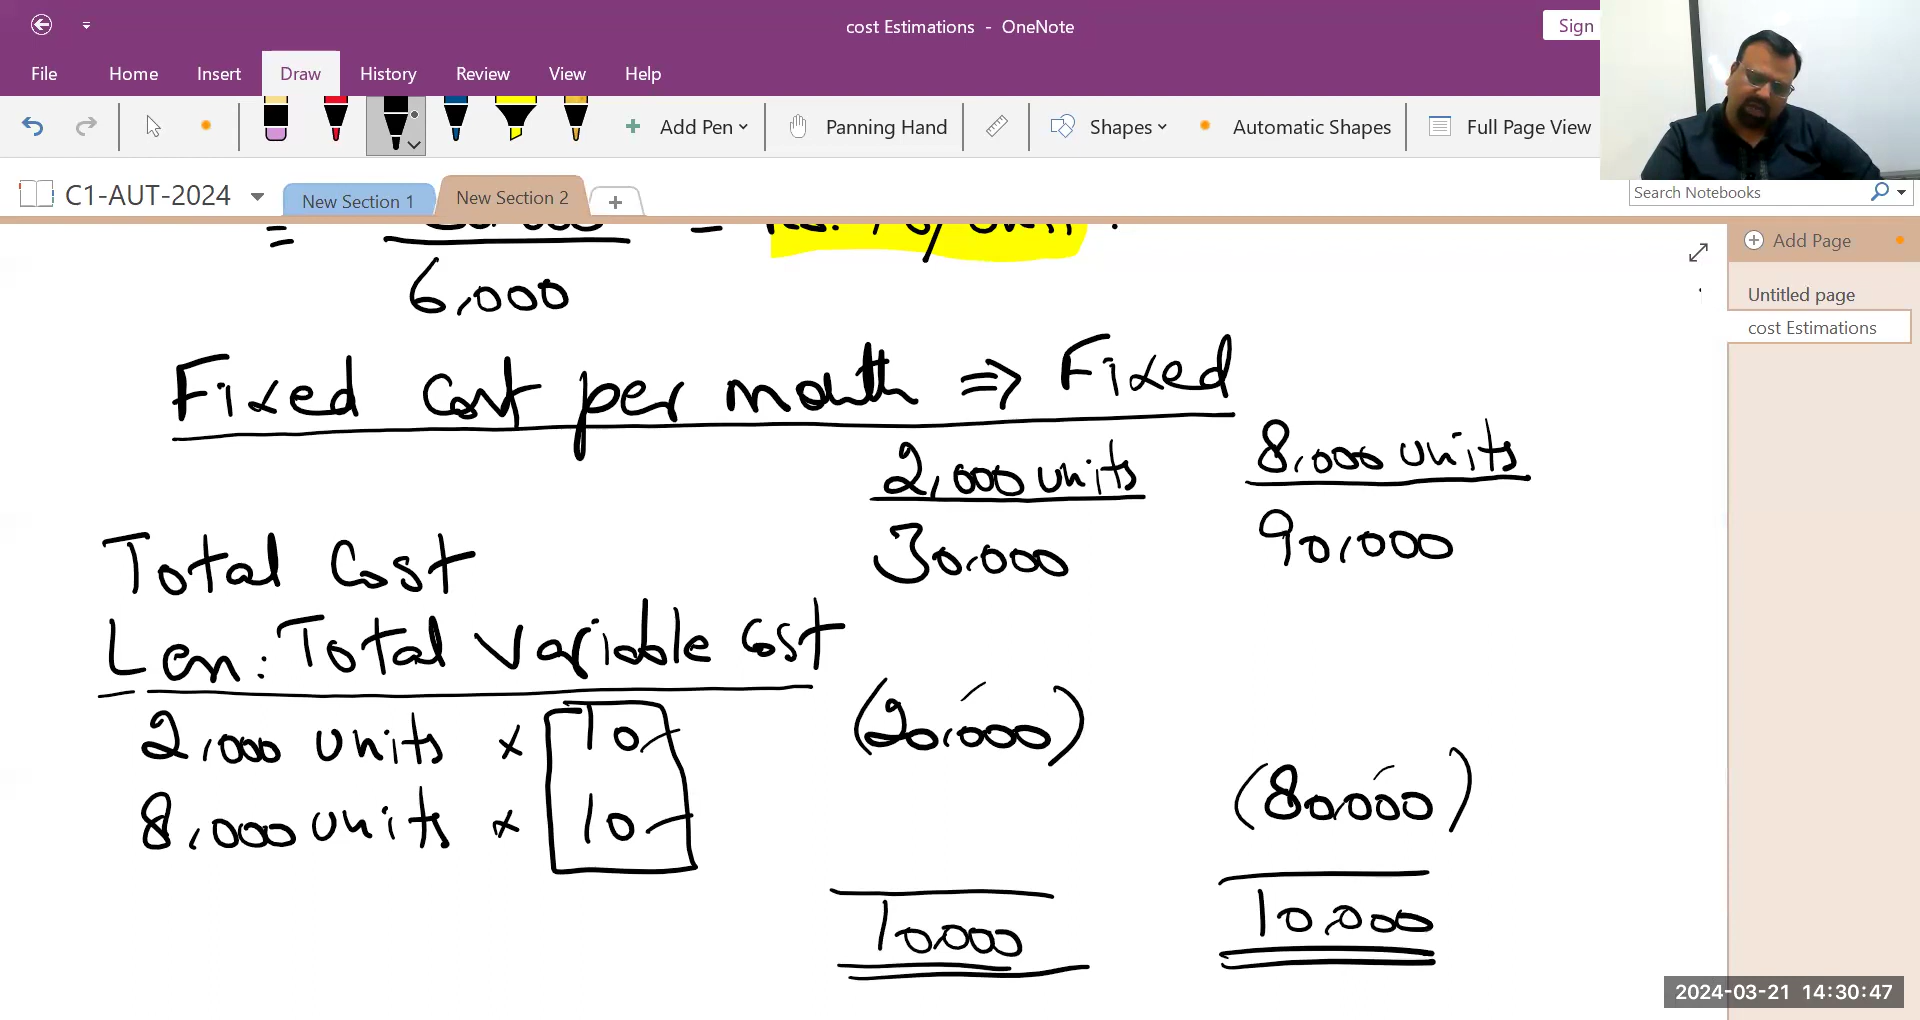 cost Estimations - OneNote
Sign
File Home Insert Draw History Review View Help
Add Pen Panning Hand Shapes Automatic Shapes Full Page View
C1-AUT-2024 New Section 1 New Section 2 +
Search Notebooks
Add Page
Untitled page
cost Estimations
= =
6,000
Fixed Cost per month ⇒ Fixed
2,000 units 8,000 units
Total Cost 30,000 90,000
Len: Total variable cost
2,000 units × 10 (20,000)
8,000 units × 10 (80,000)
10,000 10,000
2024-03-21 14:30:47